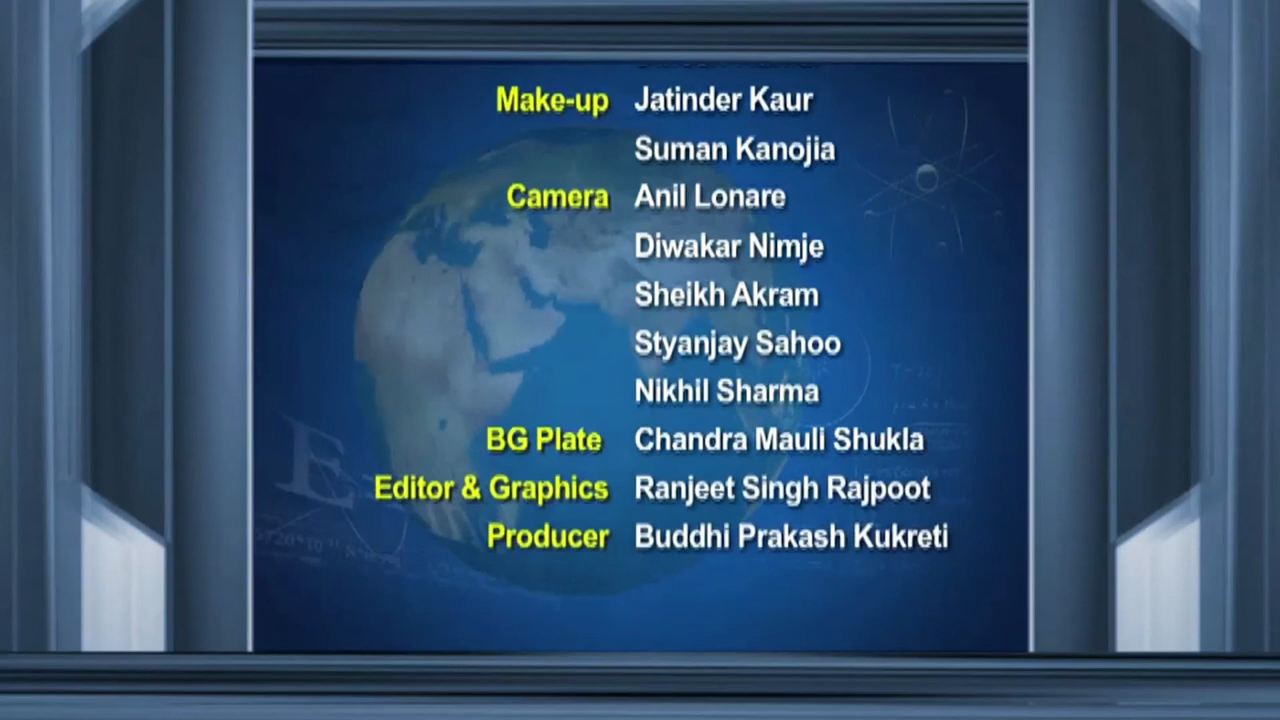 Make-up Jatinder Kaur
Suman Kanojia
Camera Anil Lonare
Diwakar Nimje
Sheikh Akram
Styanjay Sahoo
Nikhil Sharma
BG Plate Chandra Mauli Shukla
Editor & Graphics Ranjeet Singh Rajpoot
Producer Buddhi Prakash Kukreti
E